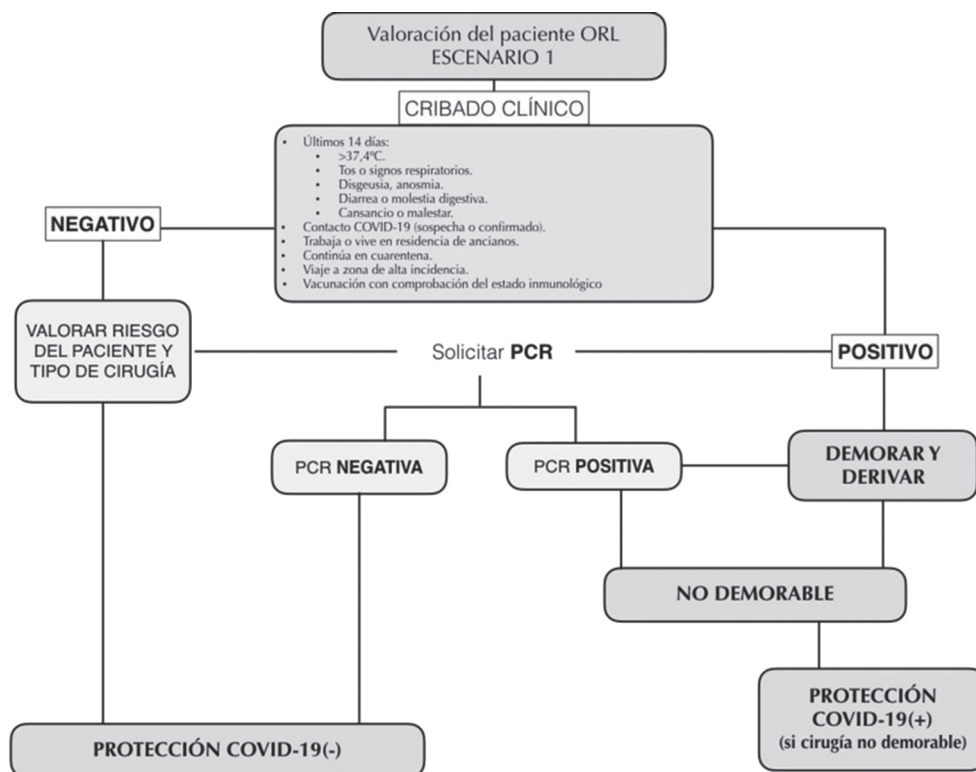 Valoración del paciente ORL
ESCENARIO 1
CRIBADO CLÍNICO
• Últimos 14 días:
• >37,4ºC.
• Tos o signos respiratorios.
• Disgeusia, anosmia.
• Diarrea o molestia digestiva.
• Cansancio o malestar.
• Contacto COVID-19 (sospecha o confirmado).
• Trabaja o vive en residencia de ancianos.
• Continúa en cuarentena.
• Viaje a zona de alta incidencia.
• Vacunación con comprobación del estado inmunológico
NEGATIVO
VALORAR RIESGO
DEL PACIENTE Y
TIPO DE CIRUGÍA
Solicitar PCR
POSITIVO
PCR NEGATIVA
PCR POSITIVA
DEMORAR Y
DERIVAR
NO DEMORABLE
PROTECCIÓN
COVID-19(+)
(si cirugía no demorable)
PROTECCIÓN COVID-19(-)